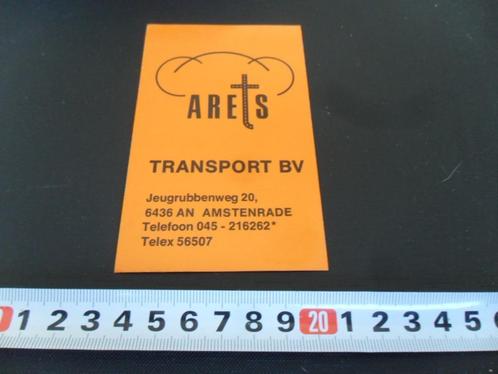 ARETS
TRANSPORT BV
Jeugrubbenweg 20,
6436 AN AMSTENRADE
Telefoon 045 - 216262*
Telex 56507
1 2 3 4 5 6 7 8 9 20 1 2 3 4 5